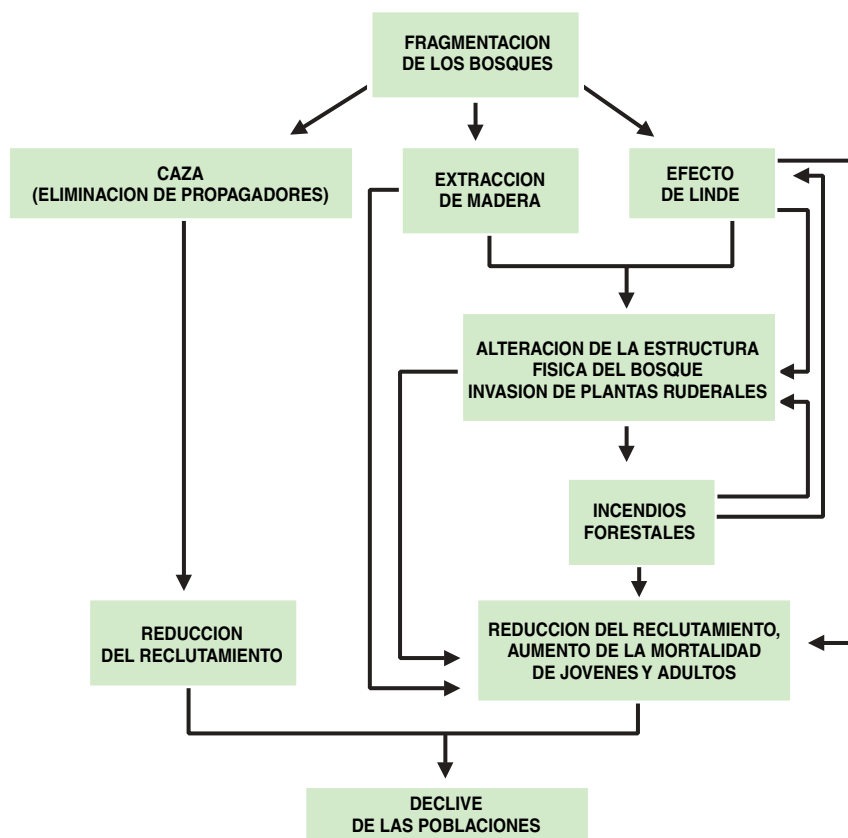 FRAGMENTACION
DE LOS BOSQUES
CAZA
(ELIMINACION DE PROPAGADORES)
EXTRACCION
DE MADERA
EFECTO
DE LINDE
ALTERACION DE LA ESTRUCTURA
FISICA DEL BOSQUE
INVASION DE PLANTAS RUDERALES
INCENDIOS
FORESTALES
REDUCCION
DEL RECLUTAMIENTO
REDUCCION DEL RECLUTAMIENTO,
AUMENTO DE LA MORTALIDAD
DE JOVENES Y ADULTOS
DECLIVE
DE LAS POBLACIONES